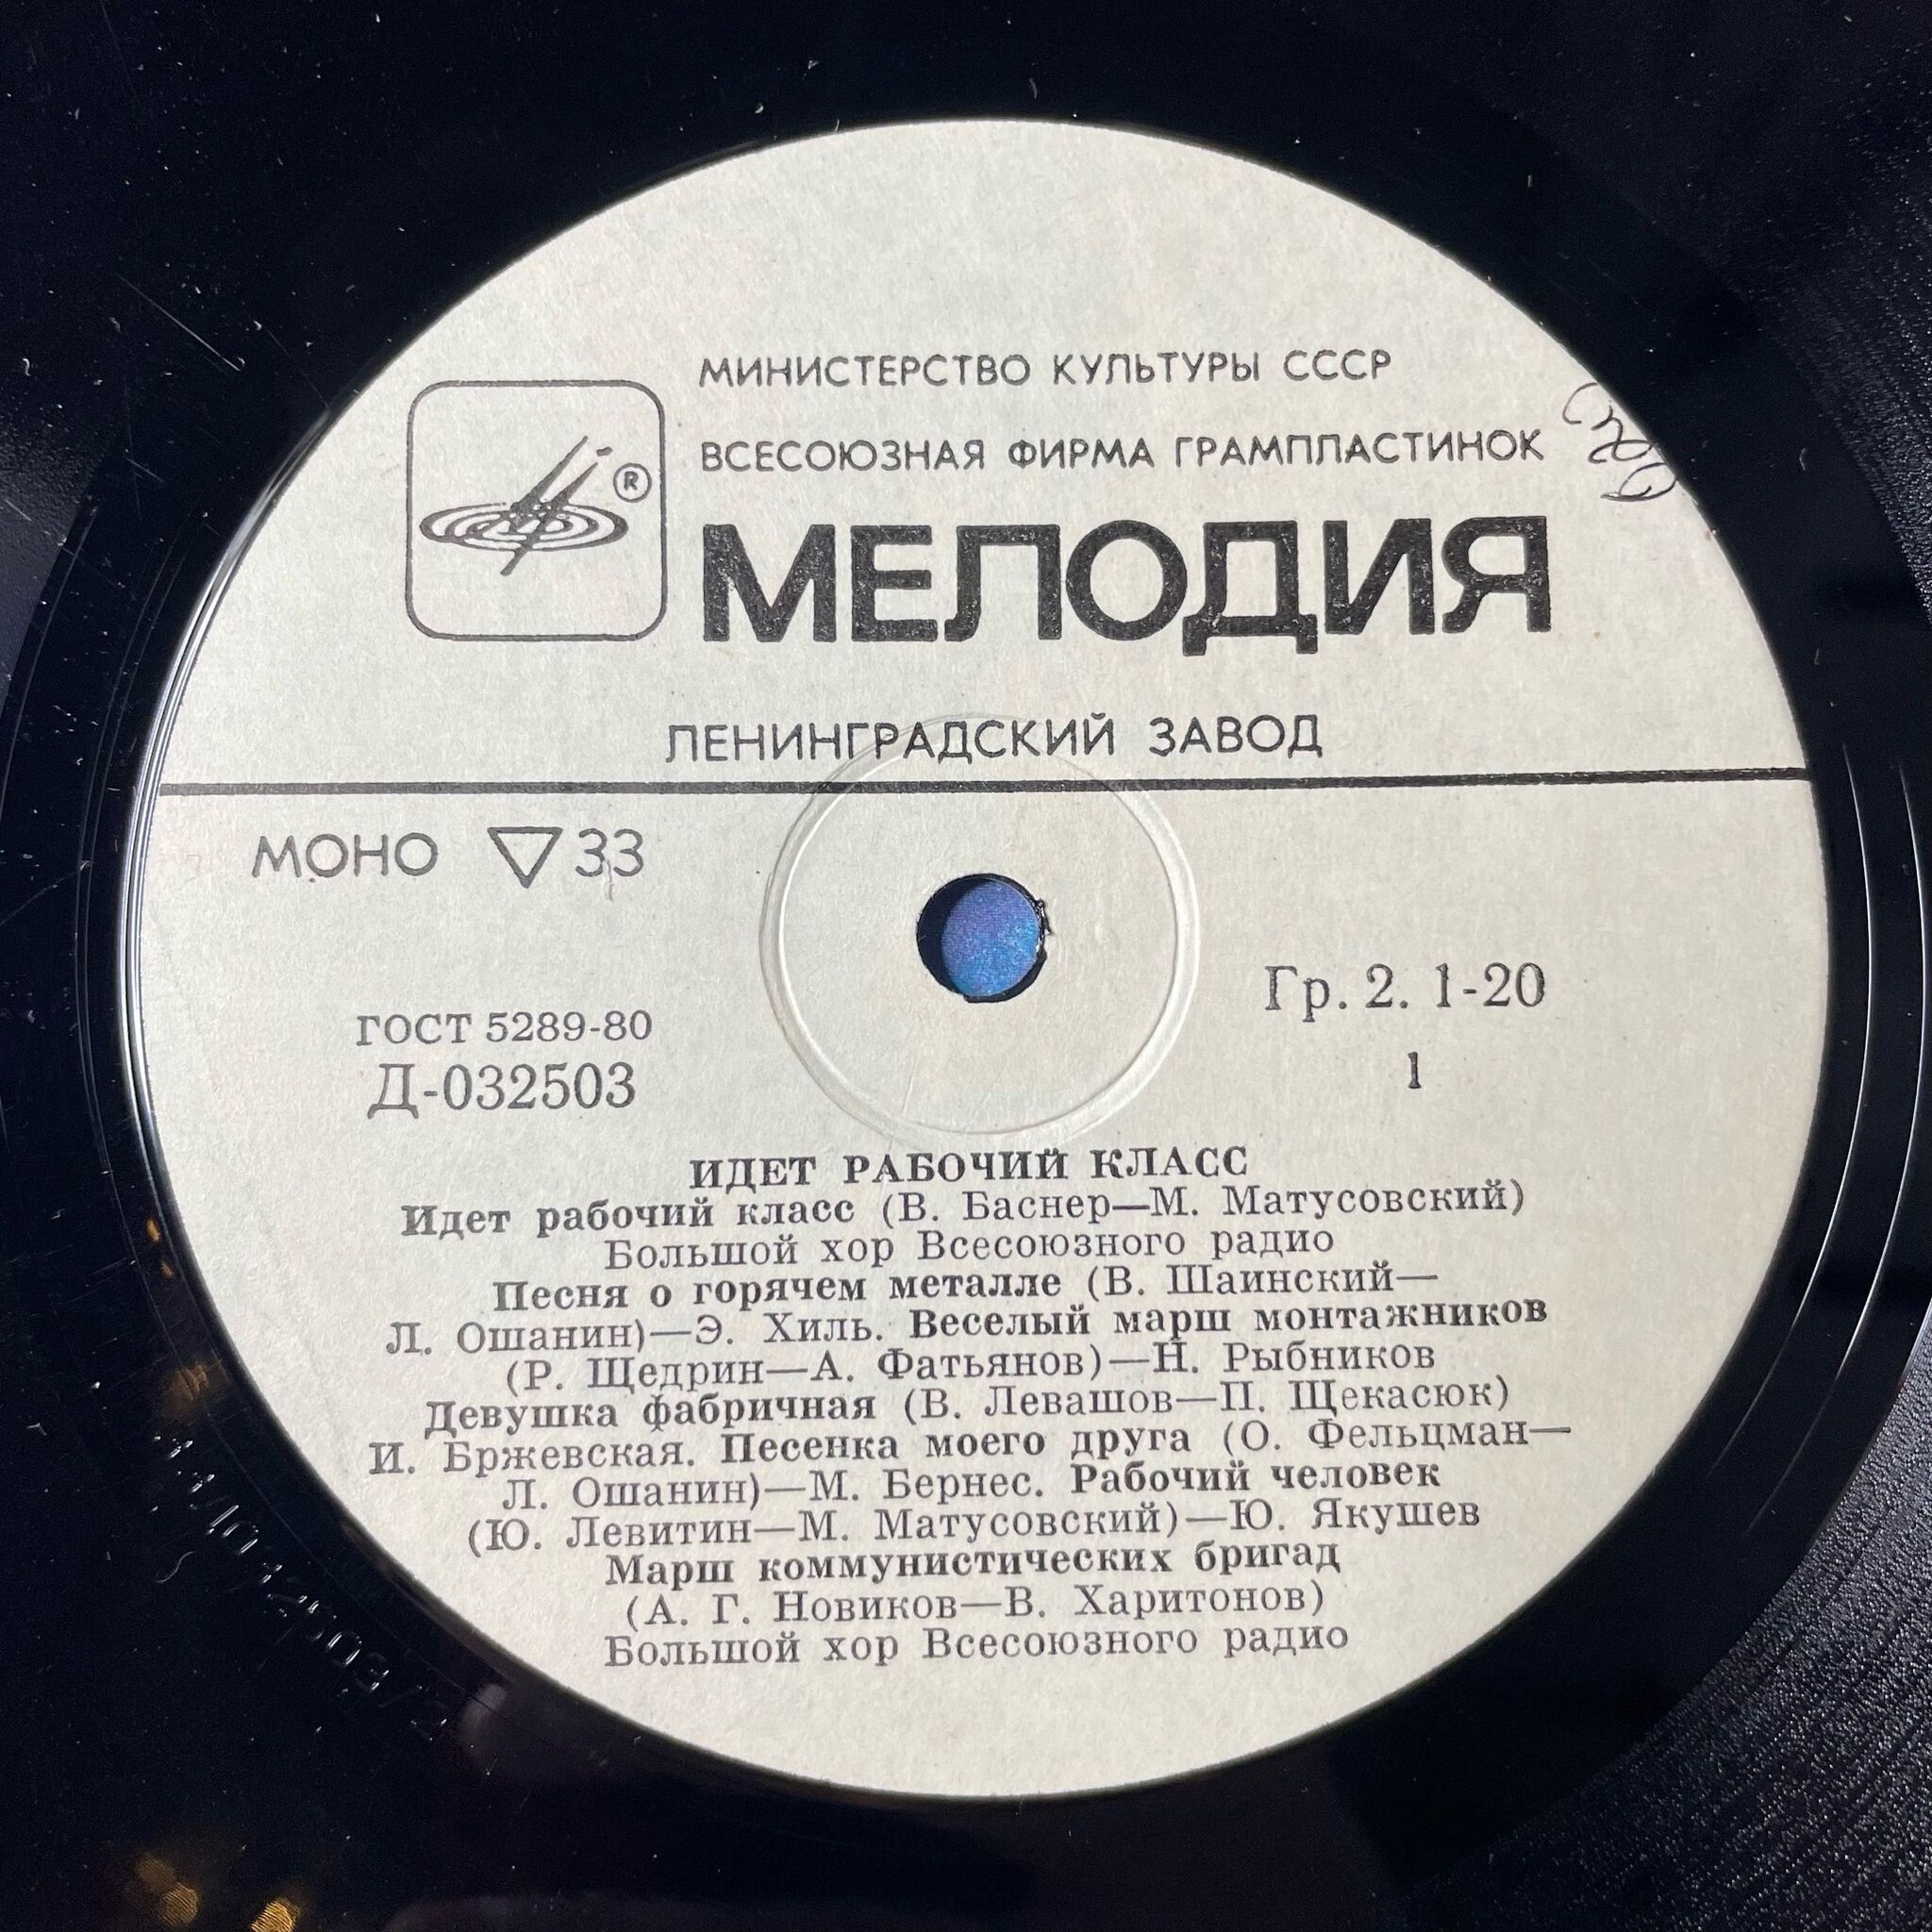 МИНИСТЕРСТВО КУЛЬТУРЫ СССР
ВСЕСОЮЗНАЯ ФИРМА ГРАМПЛАСТИНОК
®
МЕЛОДИЯ
ЛЕНИНГРАДСКИЙ ЗАВОД
МОНО ▽33
ГОСТ 5289-80
Д-032503
Гр. 2. 1-20
1
ИДЕТ РАБОЧИЙ КЛАСС
Идет рабочий класс (В. Баснер—М. Матусовский)
Большой хор Всесоюзного радио
Песня о горячем металле (В. Шаинский—
Л. Ошанин)—Э. Хиль. Веселый марш монтажников
(Р. Щедрин—А. Фатьянов)—Н. Рыбников
Девушка фабричная (В. Левашов—П. Щекасюк)
И. Бржевская. Песенка моего друга (О. Фельцман—
Л. Ошанин)—М. Бернес. Рабочий человек
(Ю. Левитин—М. Матусовский)—Ю. Якушев
Марш коммунистических бригад
(А. Г. Новиков—В. Харитонов)
Большой хор Всесоюзного радио